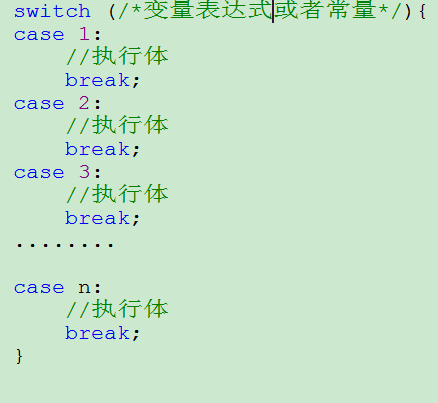 switch (/*变量表达式或者常量*/){
case 1:
    //执行体
    break;
case 2:
    //执行体
    break;
case 3:
    //执行体
    break;
........
case n:
    //执行体
    break;
}